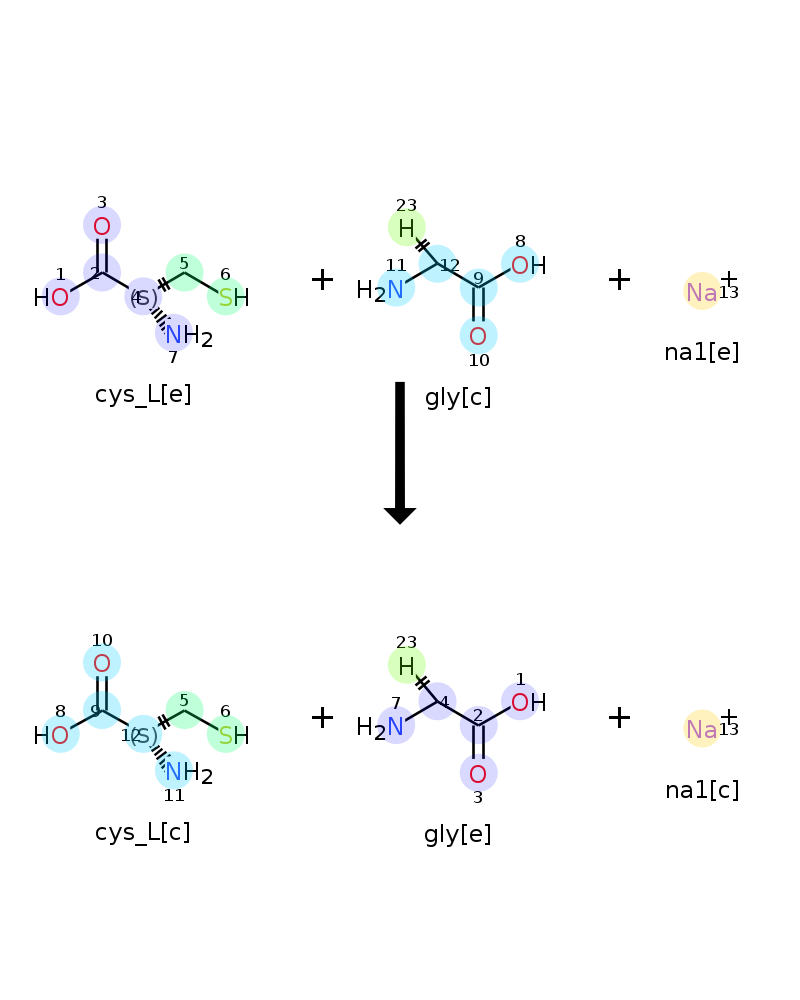 3 23
1 2 4 5 6 O HO (S) SH NH2 7
+
11 12 9 8 H H2N OH O 10
+
Na+ 13
cys_L[e] gly[c] na1[e]
10 23
8 9 12 5 6 O HO (S) SH NH2 11
+
7 4 2 1 H H2N OH O 3
+
Na+ 13
cys_L[c] gly[e] na1[c]